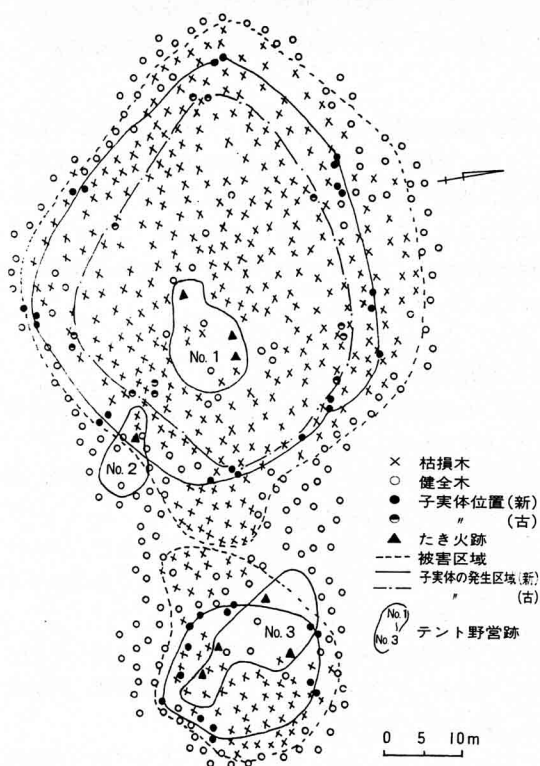 No. 1
No. 2
No. 3
× 枯損木
○ 健全木
● 子実体位置(新)
〃 (古)
▲ たき火跡
被害区域
子実体の発生区域(新)
〃 (古)
No.1
≀
No.3
テント野営跡
0 5 10m